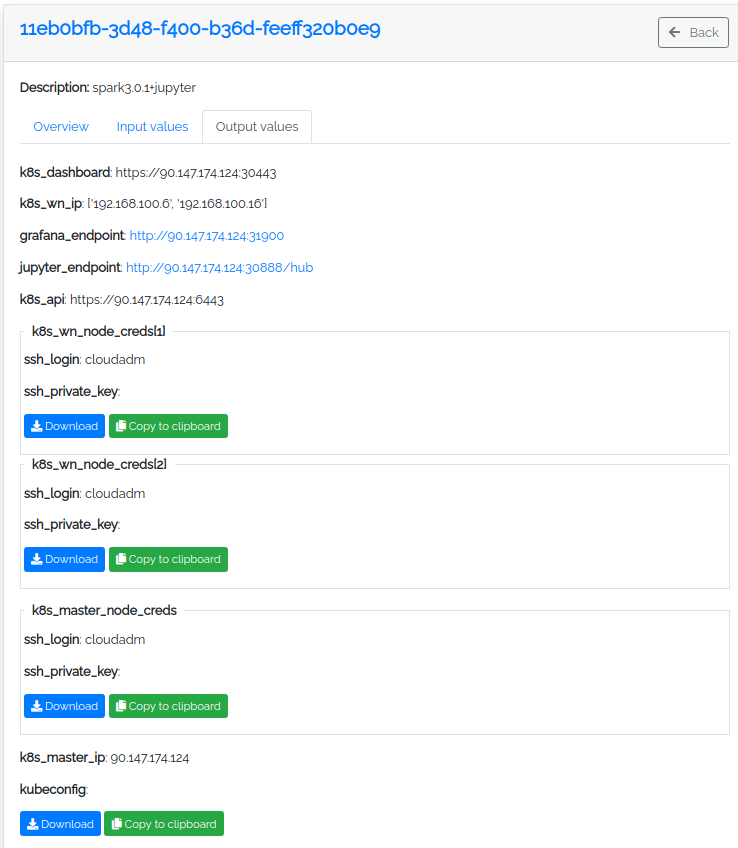 11eb0bfb-3d48-f400-b36d-feeff320b0e9
Back
Description: spark3.0.1+jupyter
Overview Input values Output values
k8s_dashboard: https://90.147.174.124:30443
k8s_wn_ip: ['192.168.100.6', '192.168.100.16']
grafana_endpoint: http://90.147.174.124:31900
jupyter_endpoint: http://90.147.174.124:30888/hub
k8s_api: https://90.147.174.124:6443
k8s_wn_node_creds[1]
ssh_login: cloudadm
ssh_private_key:
Download Copy to clipboard
k8s_wn_node_creds[2]
ssh_login: cloudadm
ssh_private_key:
Download Copy to clipboard
k8s_master_node_creds
ssh_login: cloudadm
ssh_private_key:
Download Copy to clipboard
k8s_master_ip: 90.147.174.124
kubeconfig:
Download Copy to clipboard